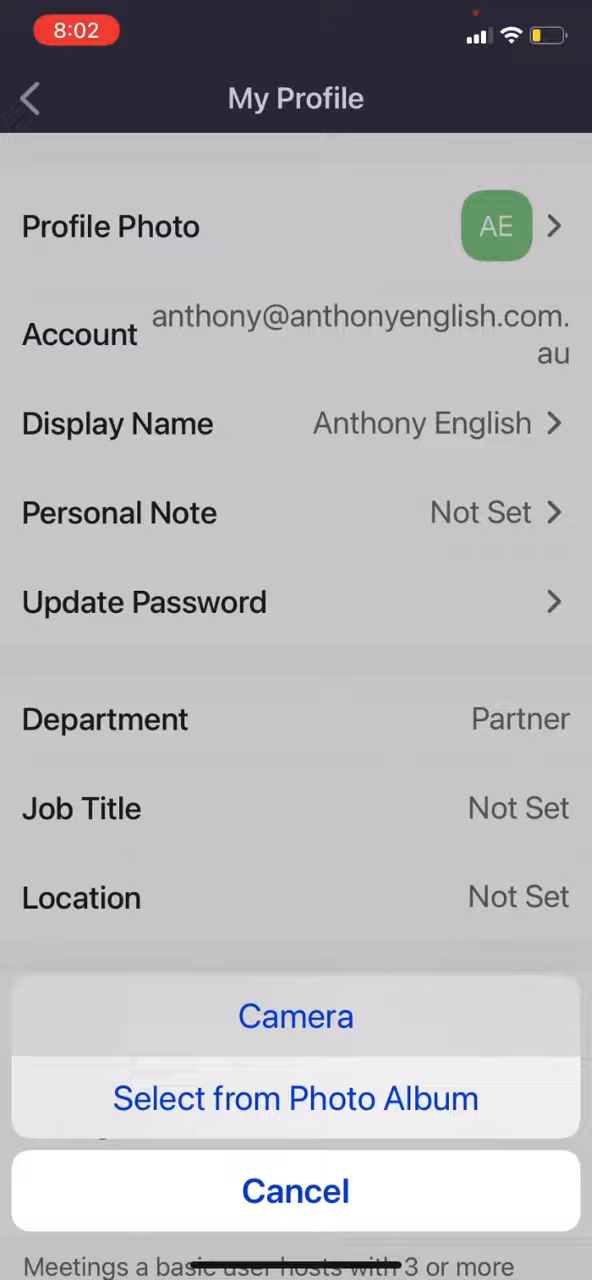 8:02
My Profile
Profile Photo AE
Account anthony@anthonyenglish.com.
au
Display Name Anthony English
Personal Note Not Set
Update Password
Department Partner
Job Title Not Set
Location Not Set
Camera
Select from Photo Album
Cancel
Meetings a basic user hosts with 3 or more